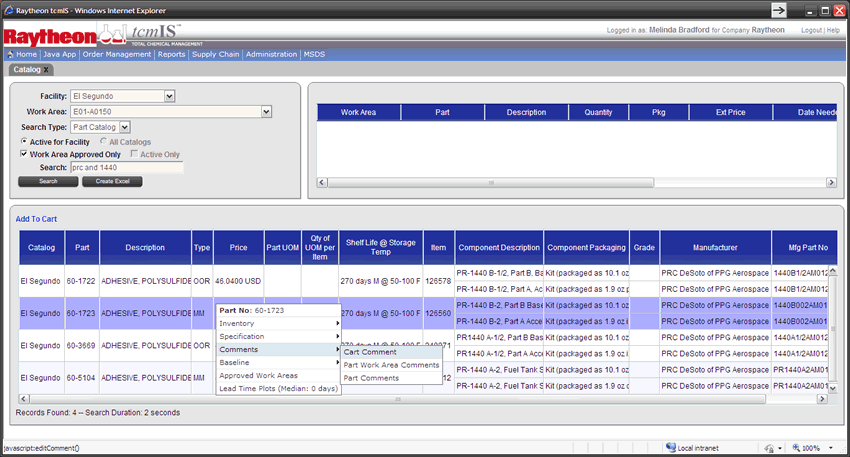 Raytheon tcmIS - Windows Internet Explorer
Raytheon tcmIS™
TOTAL CHEMICAL MANAGEMENT
Logged in as: Melinda Bradford for Company Raytheon Logout | Help
Home | Java App | Order Management | Reports | Supply Chain | Administration | MSDS
Catalog x
Facility: El Segundo
Work Area: E01-A0150
Search Type: Part Catalog
Active for Facility All Catalogs
Work Area Approved Only Active Only
Search: prc and 1440
Search Create Excel
Work Area Part Description Quantity Pkg Ext Price Date Neede
Add To Cart
Catalog Part Description Type Price Part UOM Qty of UOM per Item Shelf Life @ Storage Temp Item Component Description Component Packaging Grade Manufacturer Mfg Part No
El Segundo 60-1722 ADHESIVE, POLYSULFIDE OOR 46.0400 USD 270 days M @ 50-100 F 126578
PR-1440 B-1/2, Part B, Ba Kit (packaged as 10.1 oz PRC DeSoto of PPG Aerospace 1440B1/2AM012
PR-1440 B-1/2, Part A Acc Kit (packaged as 1.9 oz p PRC DeSoto of PPG Aerospace 1440B1/2AM012
El Segundo 60-1723 ADHESIVE, POLYSULFIDE MM 270 days M @ 50-100 F 126560
PR-1440 B-2, Part B Base Kit (packaged as 10.1 oz PRC DeSoto of PPG Aerospace 1440B002AM01
PR-1440 B-2, Part A Acce Kit (packaged as 1.9 oz.i PRC DeSoto of PPG Aerospace 1440B002AM01
El Segundo 60-3669 ADHESIVE, POLYSULFIDE OOR
PR1440 A-1/2, Part B Bas Kit (packaged as 10.1 oz PRC DeSoto of PPG Aerospace 1440A1/2AM012
PR1440 A-1/2, Part A Acc Kit (packaged as 1.9 oz i PRC DeSoto of PPG Aerospace 1440A1/2AM012
El Segundo 60-5104 ADHESIVE, POLYSULFIDE MM 12
PR-1440 A-2, Fuel Tank S Kit (packaged as 10.1 oz PRC DeSoto of PPG Aerospace PR1440A2AM01
PR-1440 A-2, Fuel Tank S Kit (packaged as 1.9 oz i PRC DeSoto of PPG Aerospace PR1440A2AM01
Part No: 60-1723
Inventory
Specification
Comments
Baseline
Approved Work Areas
Lead Time Plots (Median: 0 days)
Cart Comment
Part Work Area Comments
Part Comments
Records Found: 4 -- Search Duration: 2 seconds
javascript:editComment() Local intranet 100%